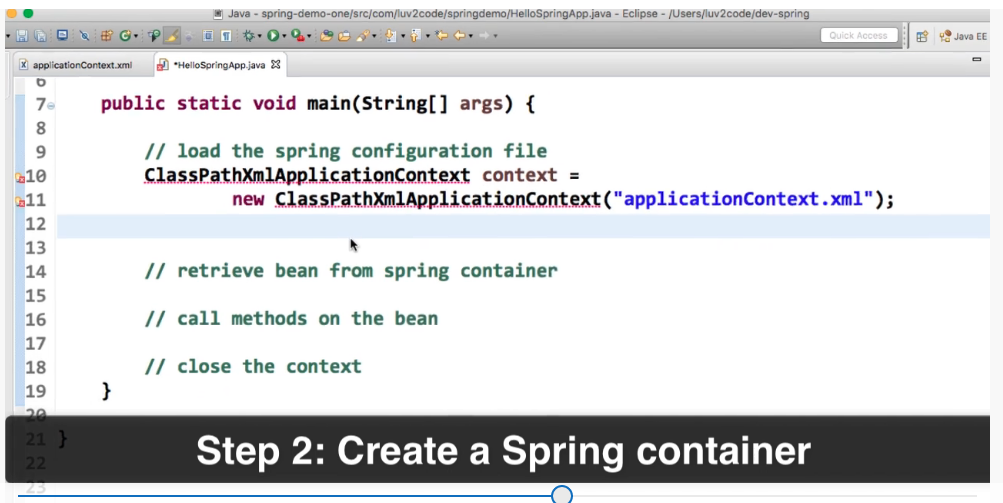 Java - spring-demo-one/src/com/luv2code/springdemo/HelloSpringApp.java - Eclipse - /Users/luv2code/dev-spring
Quick Access
Java EE
applicationContext.xml
*HelloSpringApp.java
6
7 public static void main(String[] args) {
8
9 // load the spring configuration file
10 ClassPathXmlApplicationContext context =
11 new ClassPathXmlApplicationContext("applicationContext.xml");
12
13
14 // retrieve bean from spring container
15
16 // call methods on the bean
17
18 // close the context
19 }
20
21 }
Step 2: Create a Spring container
22
23